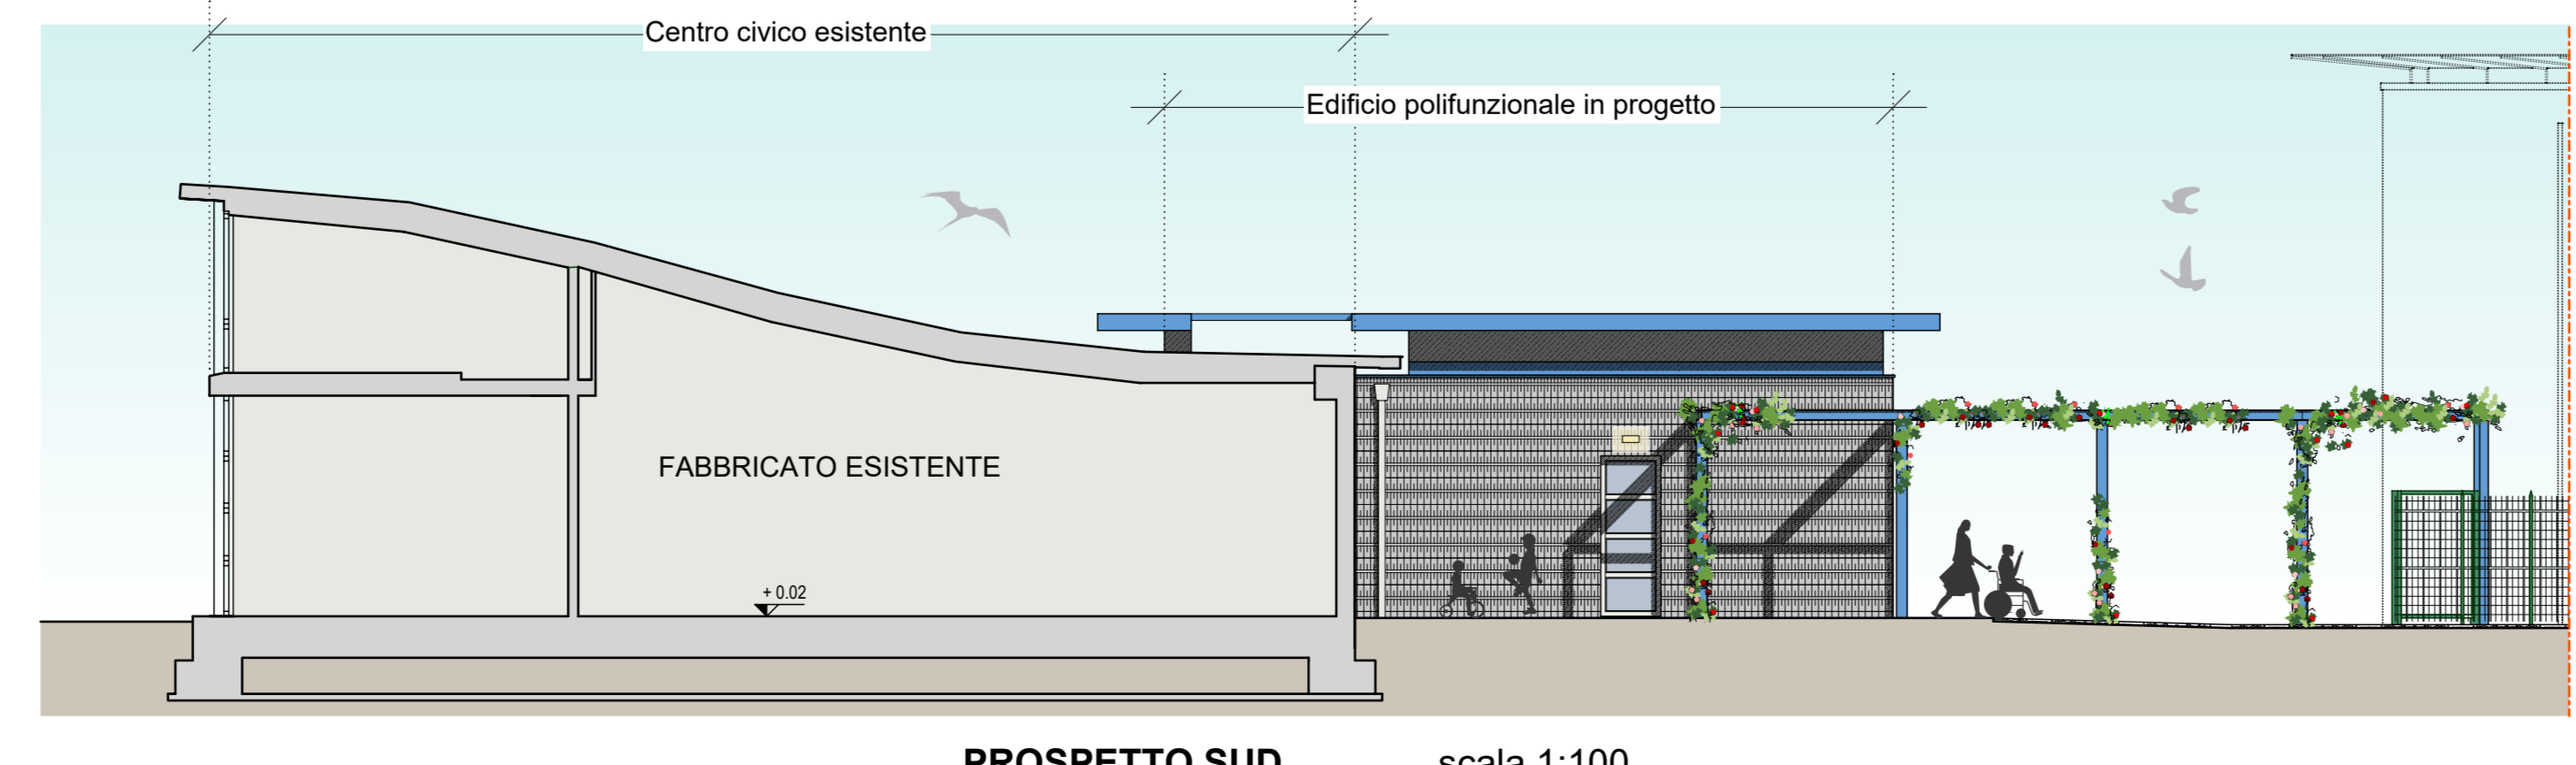 Centro civico esistente
Edificio polifunzionale in progetto
FABBRICATO ESISTENTE
+ 0.02
PROSPETTO SUD scala 1:100